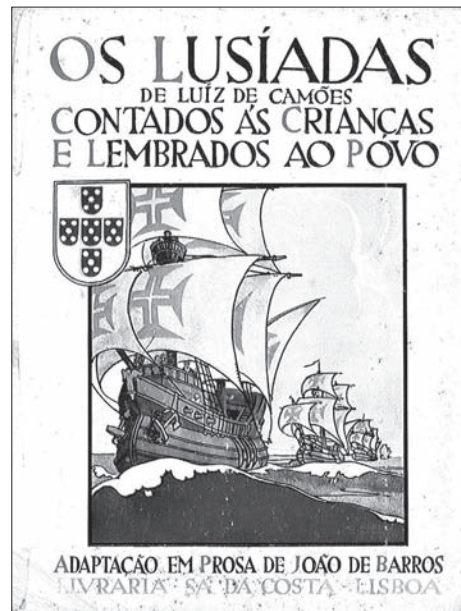 OS LUSÍADAS
DE LUÍZ DE CAMÕES
CONTADOS ÁS CRIANÇAS
E LEMBRADOS AO PÓVO
ADAPTAÇÃO EM PROSA DE JOÃO DE BARROS
LIVRARIA · SÁ DA COSTA · LISBOA